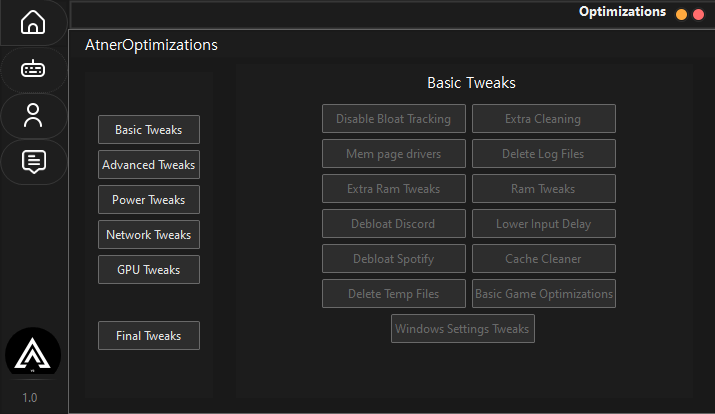 Optimizations
AtnerOptimizations
Basic Tweaks
Advanced Tweaks
Power Tweaks
Network Tweaks
GPU Tweaks
Final Tweaks
Basic Tweaks
Disable Bloat Tracking
Extra Cleaning
Mem page drivers
Delete Log Files
Extra Ram Tweaks
Ram Tweaks
Debloat Discord
Lower Input Delay
Debloat Spotify
Cache Cleaner
Delete Temp Files
Basic Game Optimizations
Windows Settings Tweaks
1.0